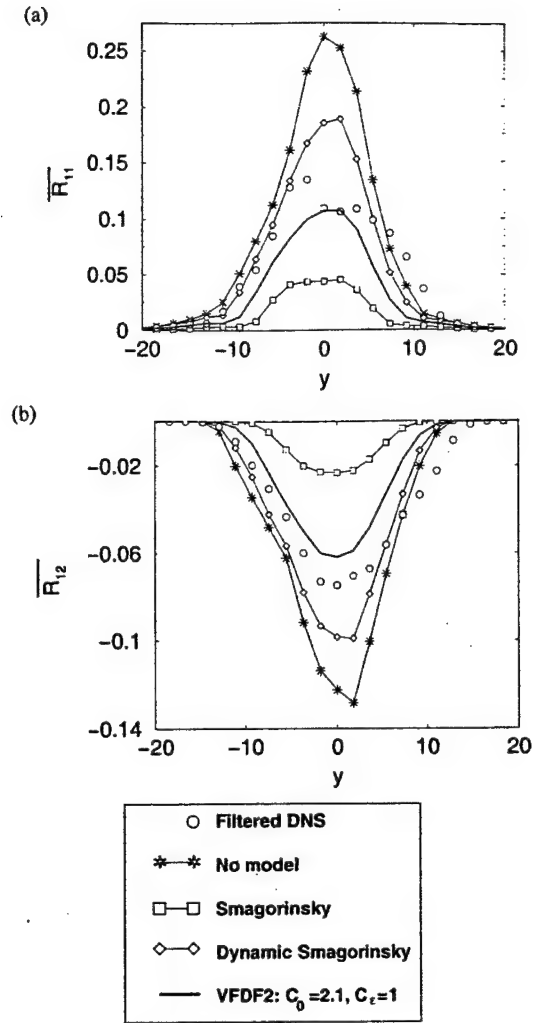 (a)
0.25
0.2
0.15
0.1
0.05
0
R̅₁₁
-20 -10 0 10 20
y
(b)
-0.02
-0.06
-0.1
-0.14
R̅₁₂
-20 -10 0 10 20
y
Filtered DNS
No model
Smagorinsky
Dynamic Smagorinsky
VFDF2: C₀ =2.1, Cε=1